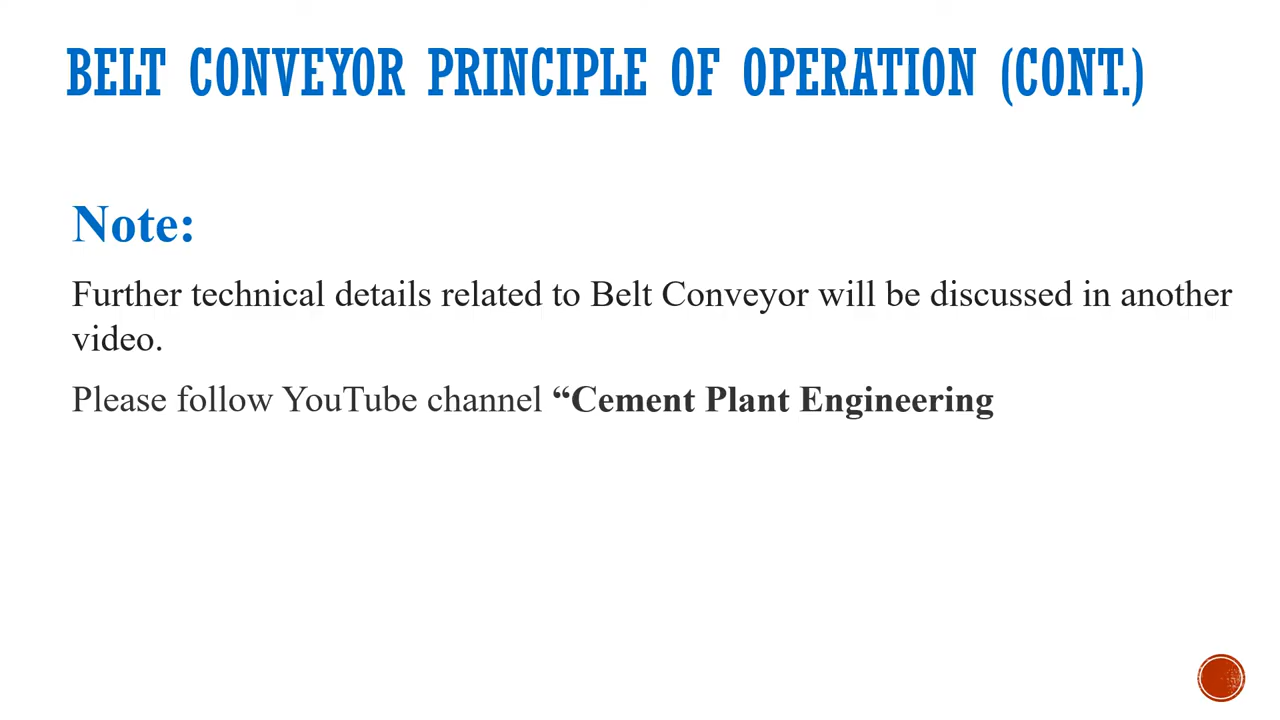 BELT CONVEYOR PRINCIPLE OF OPERATION (CONT.)
Note:
Further technical details related to Belt Conveyor will be discussed in another
video.
Please follow YouTube channel “Cement Plant Engineering